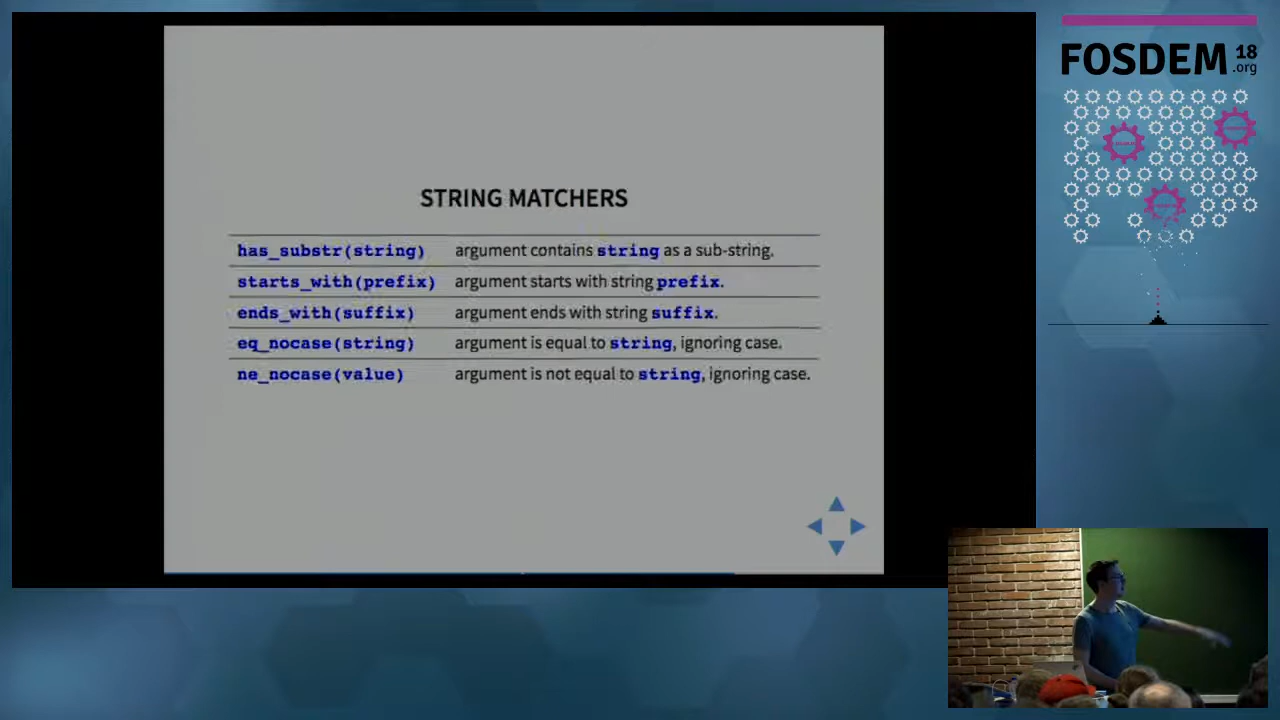 STRING MATCHERS
has_substr(string) argument contains string as a sub-string.
starts_with(prefix) argument starts with string prefix.
ends_with(suffix) argument ends with string suffix.
eq_nocase(string) argument is equal to string, ignoring case.
ne_nocase(value) argument is not equal to string, ignoring case.
FOSDEM 18
.org